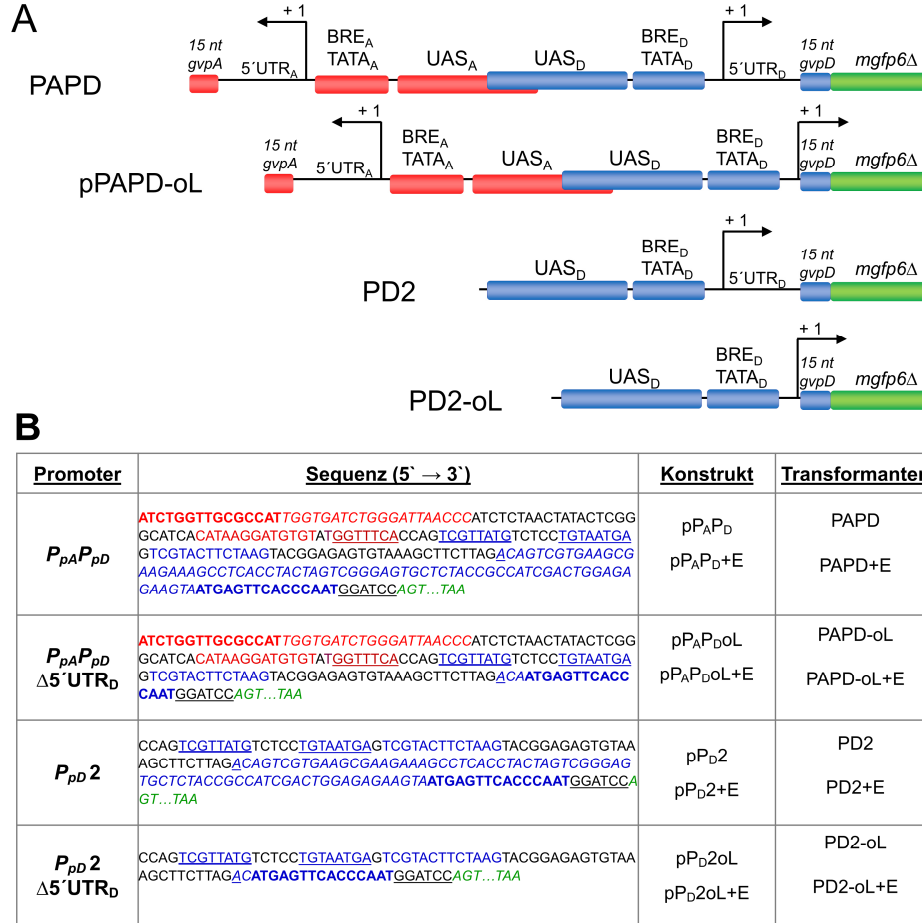 A
+ 1
+ 1
15 nt
gvpA
5´UTRA
BREA
TATAA
UASA
UASD
BRED
TATAD
5´UTRD
15 nt
gvpD
mgfp6Δ
PAPD
+ 1
+ 1
15 nt
gvpA
5´UTRA
BREA
TATAA
UASA
UASD
BRED
TATAD
15 nt
gvpD
mgfp6Δ
pPAPD-oL
+ 1
UASD
BRED
TATAD
5´UTRD
15 nt
gvpD
mgfp6Δ
PD2
+ 1
UASD
BRED
TATAD
15 nt
gvpD
mgfp6Δ
PD2-oL
B
Promoter Sequenz (5` → 3`) Konstrukt Transformanten
PpAPpD
ATCTGGTTGCGCCATTGGTGATCTGGGATTAACCCATCTCTAACTATACTCGG
GCATCACATAAGGATGTGTATGGTTTCACCAGTCGTTATGTCTCCTGTAATGA
GTCGTACTTCTAAGTACGGAGAGTGTAAAGCTTCTTAGACAGTCGTGAAGCG
AAGAAAGCCTCACCTACTAGTCGGGAGTGCTCTACCGCCATCGACTGGAGA
GAAGTAATGAGTTCACCCAATGGATCCAGT…TAA
pPAPD
pPAPD+E
PAPD
PAPD+E
PpAPpD
Δ5´UTRD
ATCTGGTTGCGCCATTGGTGATCTGGGATTAACCCATCTCTAACTATACTCGG
GCATCACATAAGGATGTGTATGGTTTCACCAGTCGTTATGTCTCCTGTAATGA
GTCGTACTTCTAAGTACGGAGAGTGTAAAGCTTCTTAGACAATGAGTTCACC
CAATGGATCCAGT…TAA
pPAPDoL
pPAPDoL+E
PAPD-oL
PAPD-oL+E
PpD 2
CCAGTCGTTATGTCTCCTGTAATGAGTCGTACTTCTAAGTACGGAGAGTGTAA
AGCTTCTTAGACAGTCGTGAAGCGAAGAAAGCCTCACCTACTAGTCGGGAG
TGCTCTACCGCCATCGACTGGAGAGAAGTAATGAGTTCACCCAATGGATCCA
GT…TAA
pPD2
pPD2+E
PD2
PD2+E
PpD 2
Δ5´UTRD
CCAGTCGTTATGTCTCCTGTAATGAGTCGTACTTCTAAGTACGGAGAGTGTAA
AGCTTCTTAGACATGAGTTCACCCAATGGATCCAGT…TAA
pPD2oL
pPD2oL+E
PD2-oL
PD2-oL+E